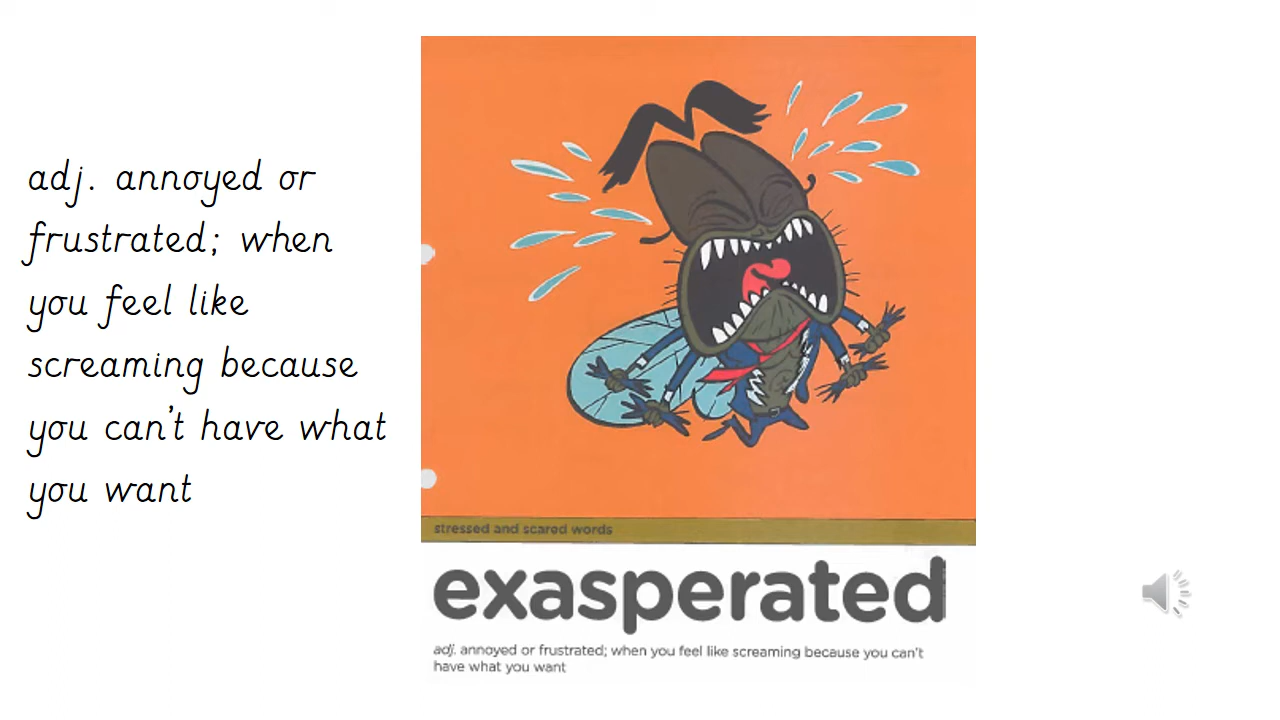 adj. annoyed or
frustrated; when
you feel like
screaming because
you can't have what
you want
stressed and scared words
exasperated
adj. annoyed or frustrated; when you feel like screaming because you can't
have what you want